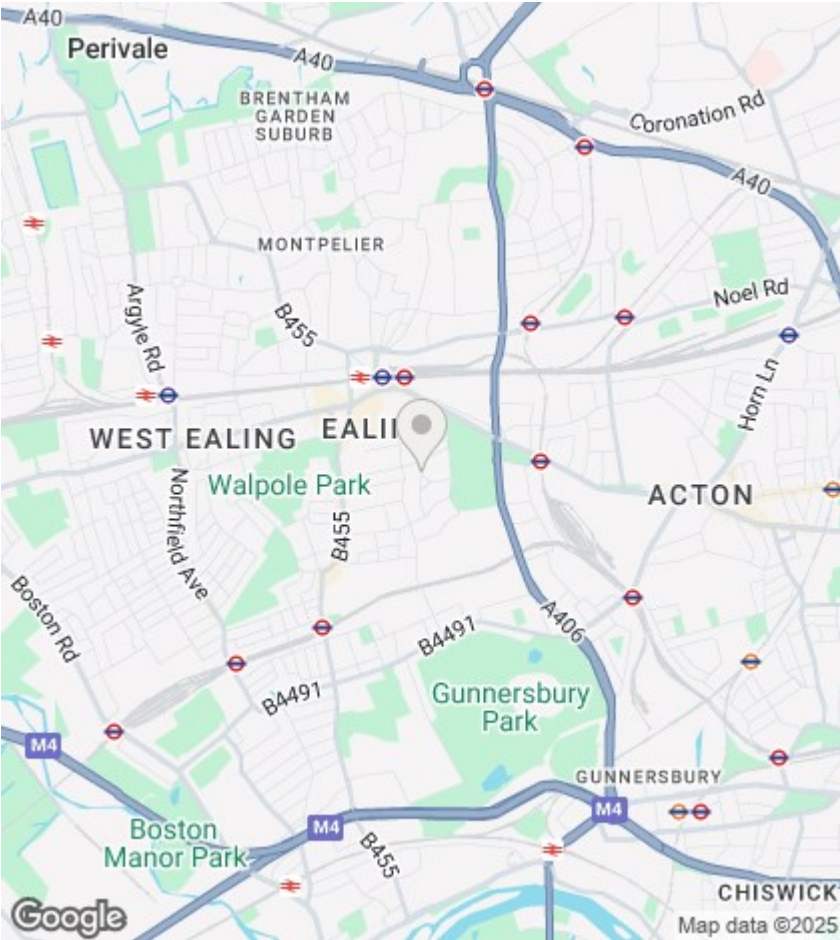 A40
Perivale
A40
BRENTHAM
GARDEN
SUBURB
Coronation Rd
A40
MONTPELIER
Argyle Rd
B455
Noel Rd
Horn Ln
WEST EALING
EALI
Walpole Park
ACTON
Northfield Ave
B455
Boston Rd
A406
B4491
B4491
Gunnersbury
Park
M4
GUNNERSBURY
M4
M4
Boston
Manor Park
B455
CHISWICK
Google
Map data ©2025